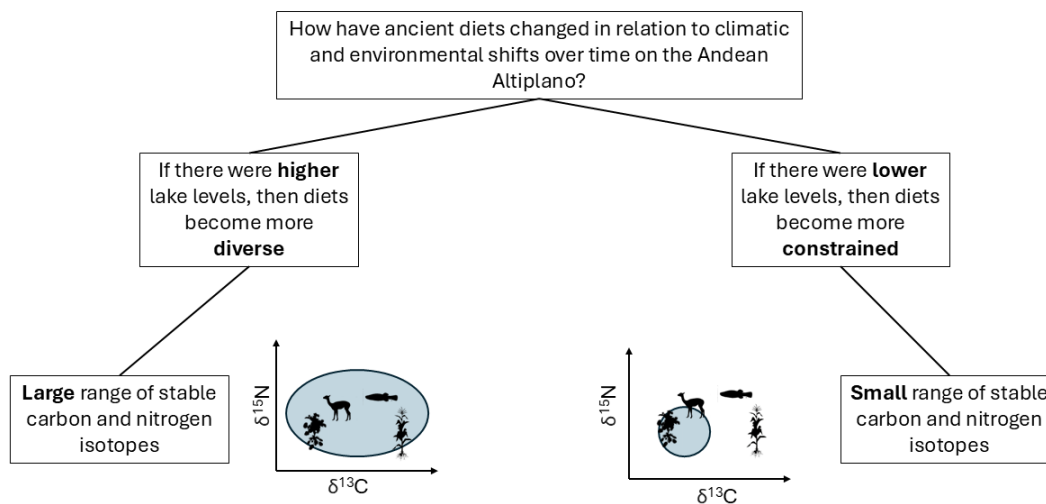 How have ancient diets changed in relation to climatic
and environmental shifts over time on the Andean
Altiplano?
If there were higher
lake levels, then diets
become more
diverse
If there were lower
lake levels, then diets
become more
constrained
Large range of stable
carbon and nitrogen
isotopes
δ¹⁵N
δ¹³C
δ¹⁵N
δ¹³C
Small range of stable
carbon and nitrogen
isotopes